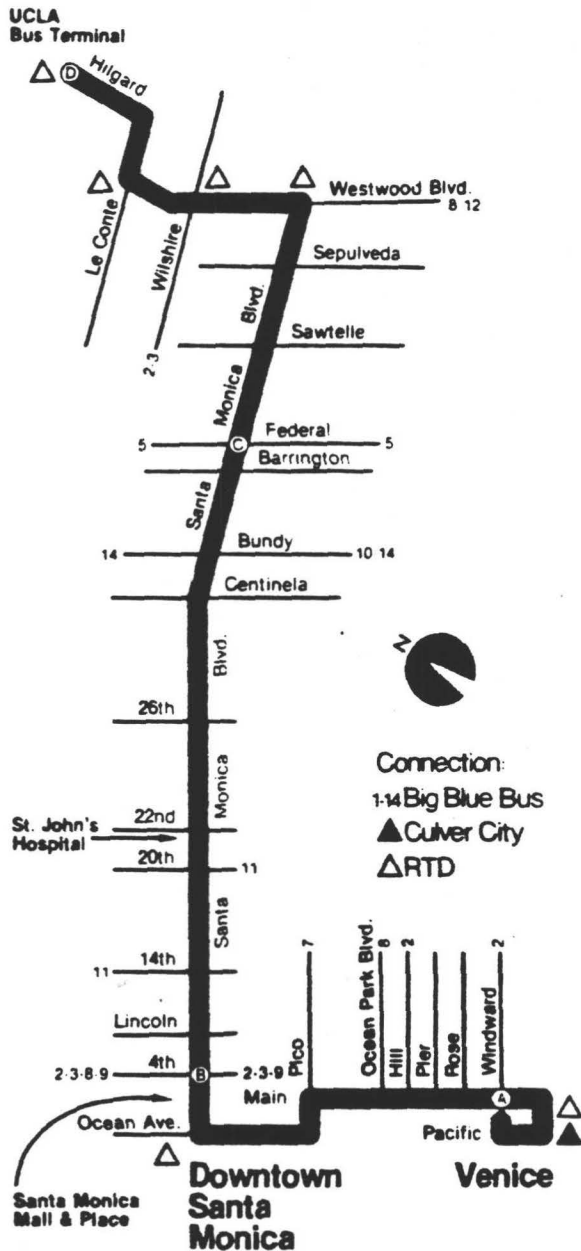 UCLA
Bus Terminal
D
Hilgard
Le Conte
Wilshire
2-3
Westwood Blvd.
8 12
Sepulveda
Blvd.
Sawtelle
Monica
5
C
Federal
5
Barrington
Santa
14
Bundy
10 14
Centinela
Blvd.
N
26th
Monica
Connection:
1-14 Big Blue Bus
Culver City
RTD
22nd
St. John's
Hospital
20th
11
Santa
11
14th
Lincoln
2-3-8-9
4th
B
2-3-9
Pico
7
Ocean Park Blvd.
8
Hill
2
Pier
Rose
Windward
2
Main
A
Ocean Ave.
Pacific
Santa Monica
Mall & Place
Downtown
Santa
Monica
Venice